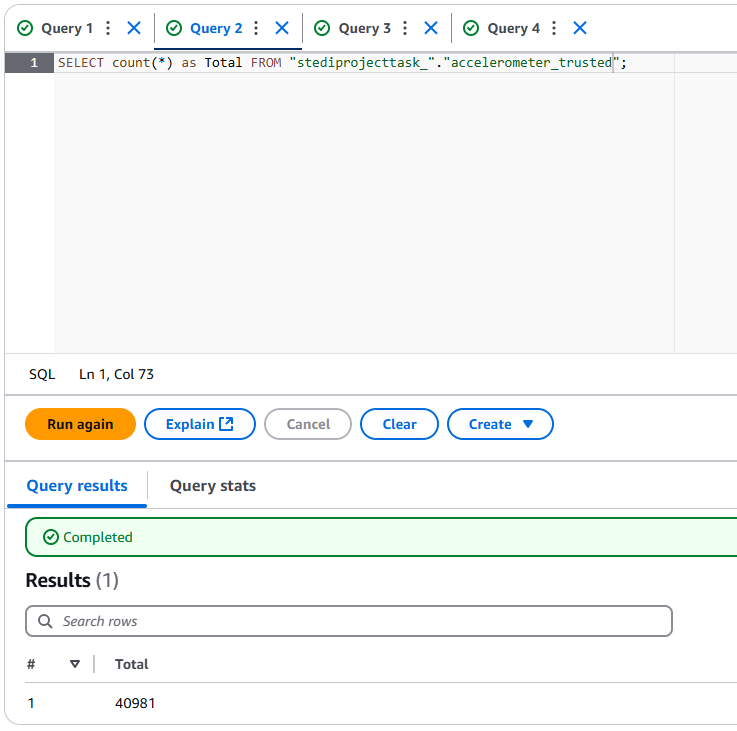 Query 1 Query 2 Query 3 Query 4
1 SELECT count(*) as Total FROM "stediprojecttask_"."accelerometer_trusted";
SQL Ln 1, Col 73
Run again Explain Cancel Clear Create
Query results Query stats
Completed
Results (1)
Search rows
# Total
1 40981